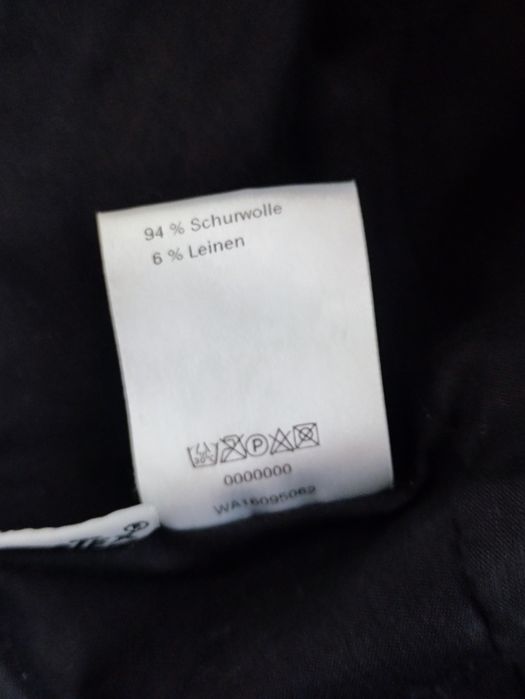 94 % Schurwolle
6 % Leinen
P
0000000
WA16095062